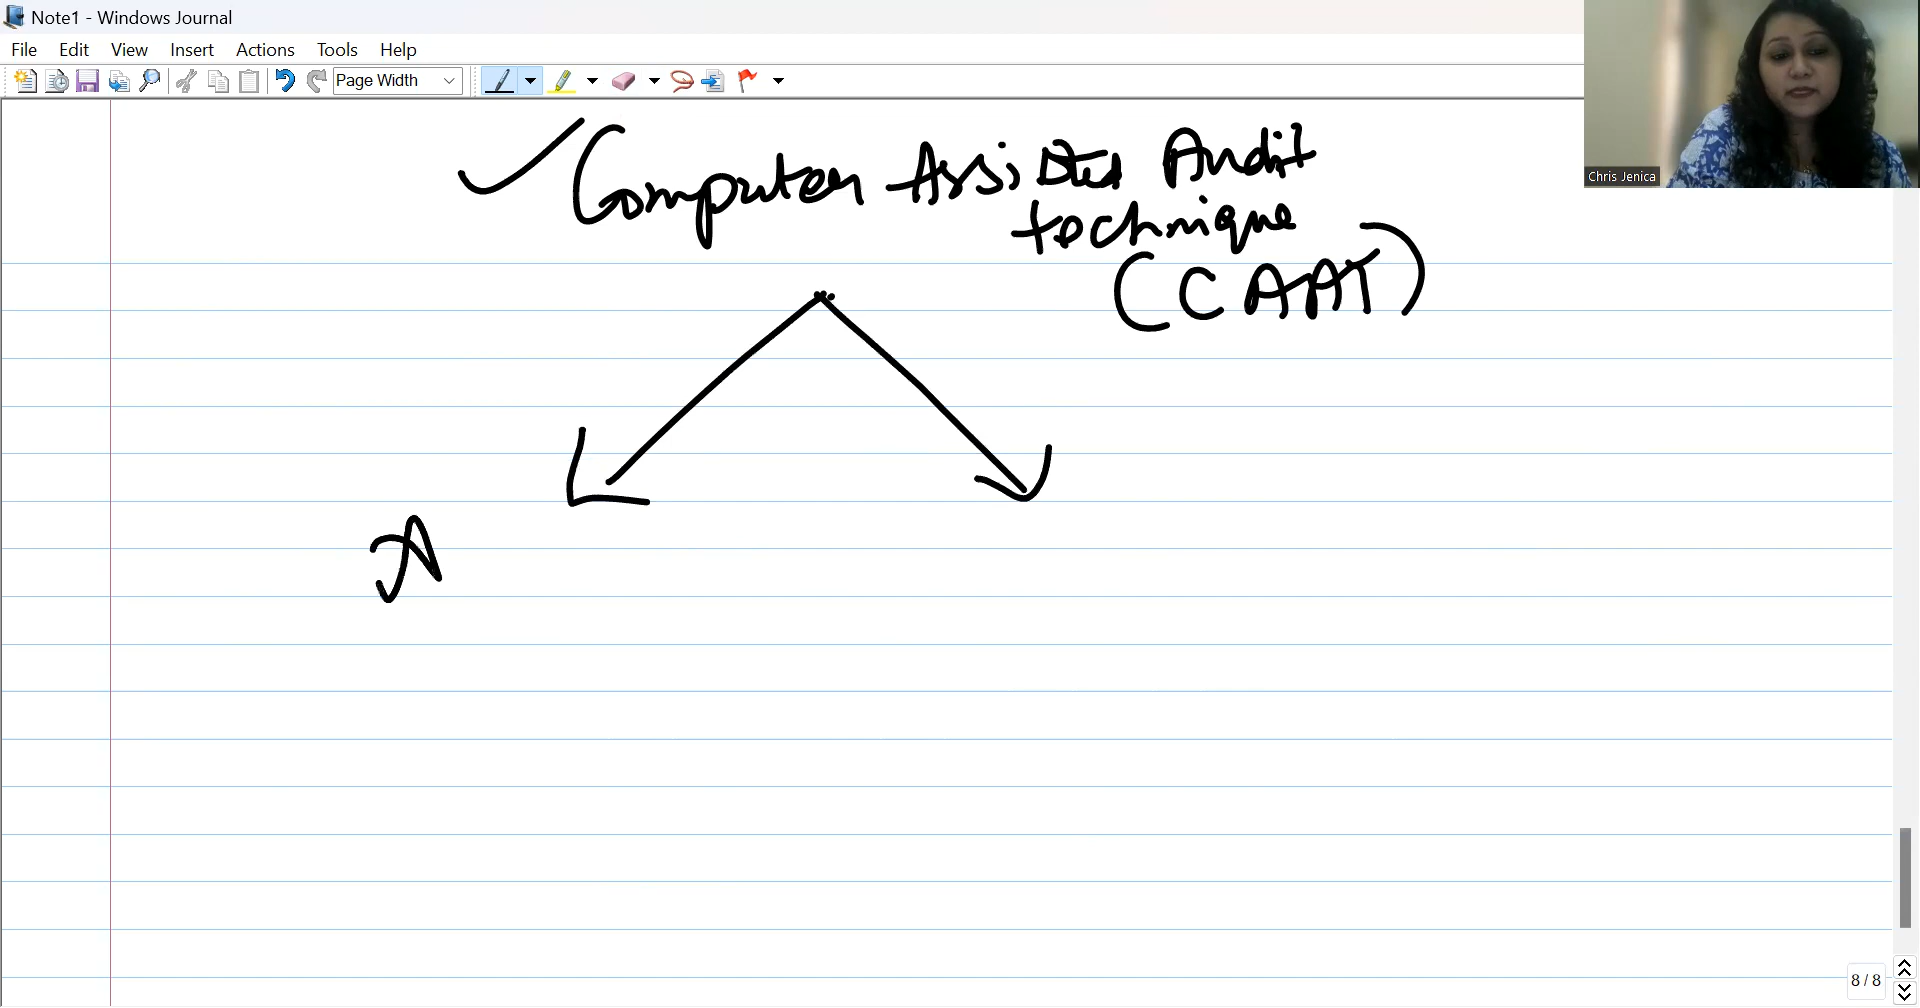 Note1 - Windows Journal
File Edit View Insert Actions Tools Help
Page Width
Chris Jenica
Computer Assisted Audit
technique
(CAAT)
A
8 / 8